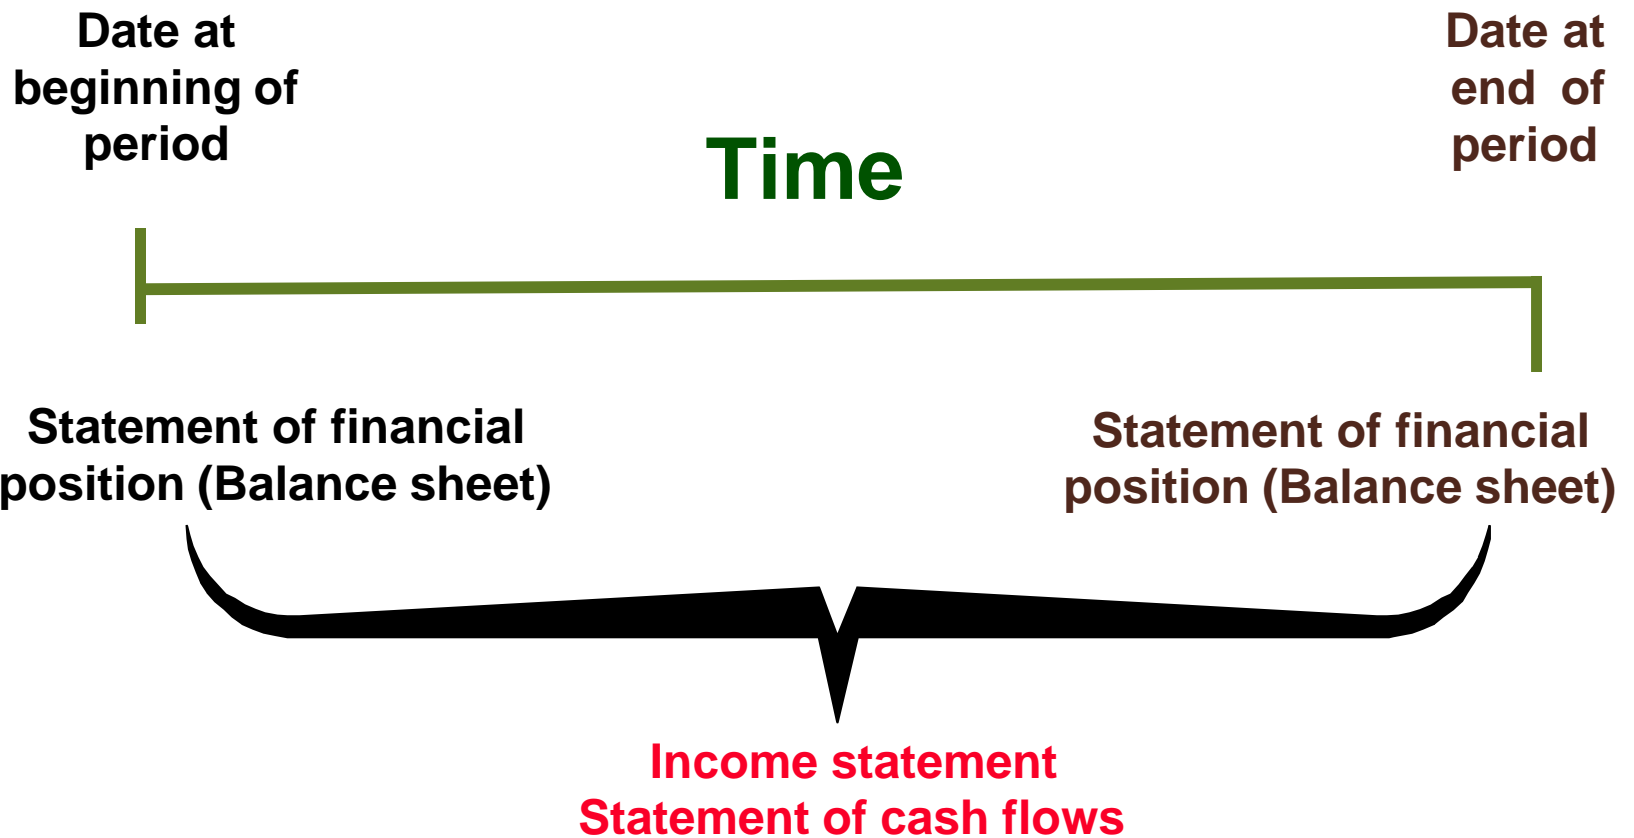 Date at
beginning of
period
Date at
end of
period
Time
Statement of financial
position (Balance sheet)
Statement of financial
position (Balance sheet)
Income statement
Statement of cash flows